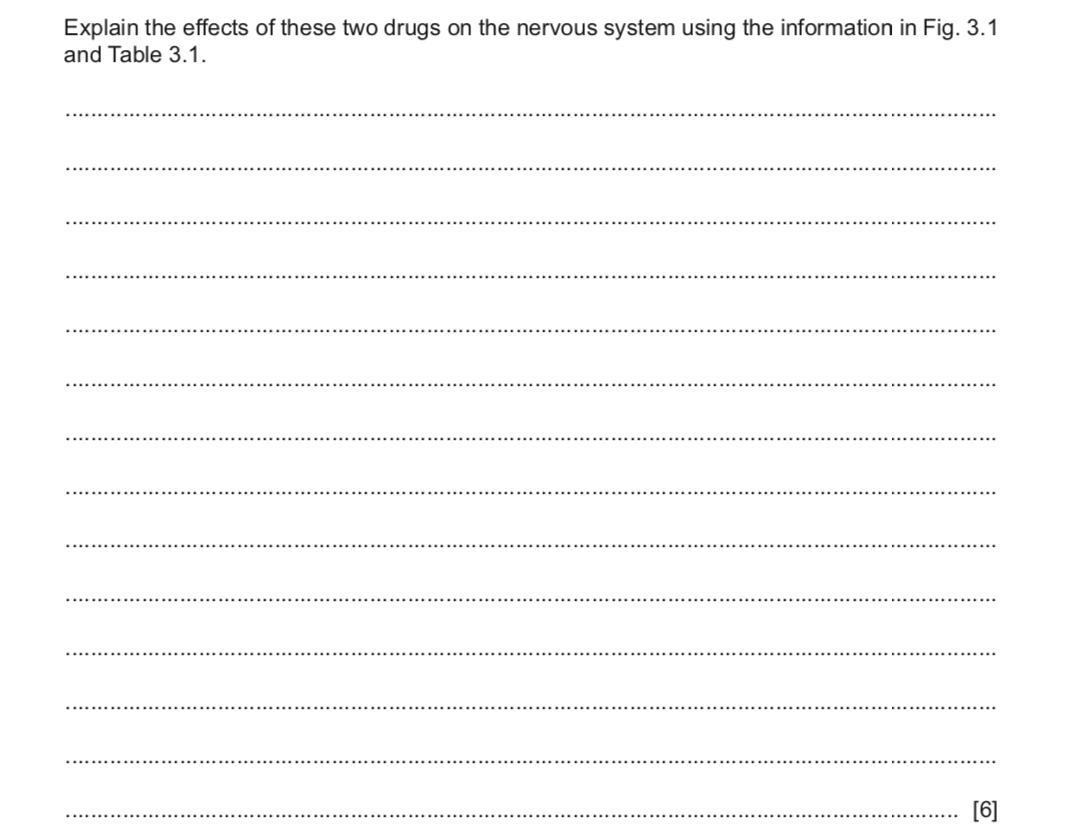 Explain the effects of these two drugs on the nervous system using the information in Fig. 3.1
and Table 3.1.
[6]